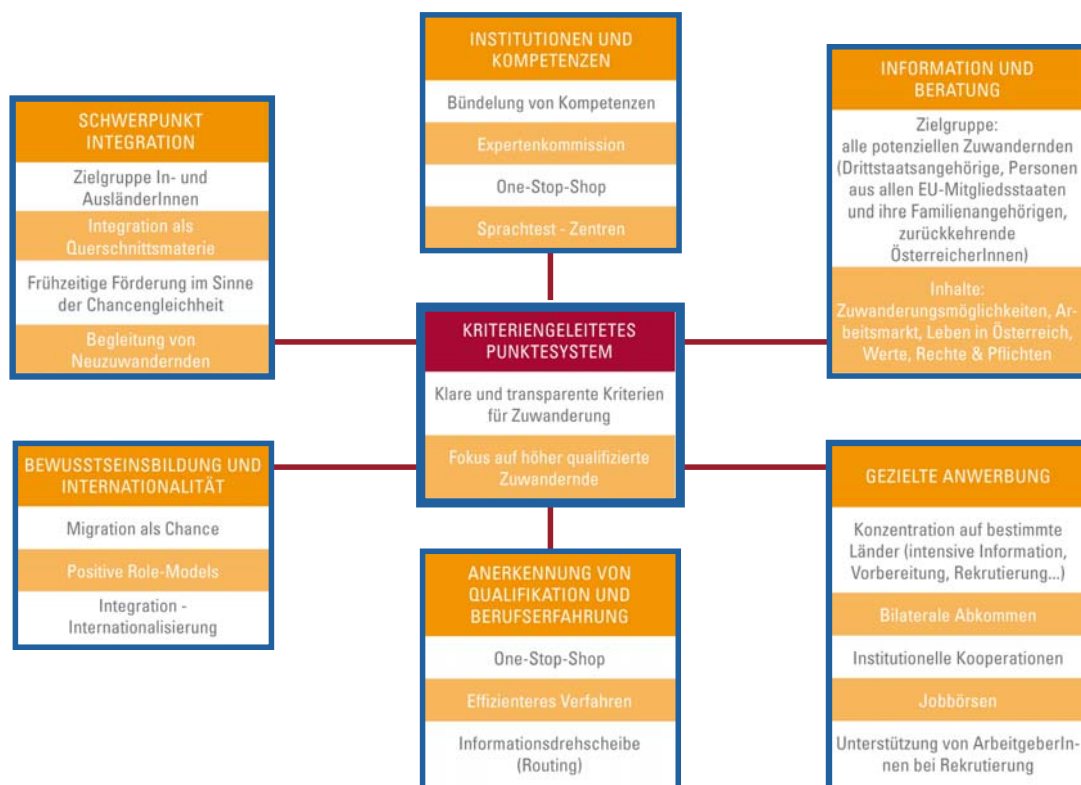 INSTITUTIONEN UND
KOMPETENZEN
Bündelung von Kompetenzen
Expertenkommission
One-Stop-Shop
Sprachtest - Zentren
SCHWERPUNKT
INTEGRATION
Zielgruppe In- und
AusländerInnen
Integration als
Querschnittsmaterie
Frühzeitige Förderung im Sinne
der Chancengleichheit
Begleitung von
Neuzuwandernden
INFORMATION UND
BERATUNG
Zielgruppe:
alle potenziellen Zuwandernden
(Drittstaatsangehörige, Personen
aus allen EU-Mitgliedsstaaten
und ihre Familienangehörigen,
zurückkehrende
ÖsterreicherInnen)
Inhalte:
Zuwanderungsmöglichkeiten, Ar-
beitsmarkt, Leben in Österreich,
Werte, Rechte & Pflichten
KRITERIENGELEITETES
PUNKTESYSTEM
Klare und transparente Kriterien
für Zuwanderung
Fokus auf höher qualifizierte
Zuwandernde
BEWUSSTSEINSBILDUNG UND
INTERNATIONALITÄT
Migration als Chance
Positive Role-Models
Integration -
Internationalisierung
ANERKENNUNG VON
QUALIFIKATION UND
BERUFSERFAHRUNG
One-Stop-Shop
Effizienteres Verfahren
Informationsdrehscheibe
(Routing)
GEZIELTE ANWERBUNG
Konzentration auf bestimmte
Länder (intensive Information,
Vorbereitung, Rekrutierung...)
Bilaterale Abkommen
Institutionelle Kooperationen
Jobbörsen
Unterstützung von ArbeitgeberIn-
nen bei Rekrutierung